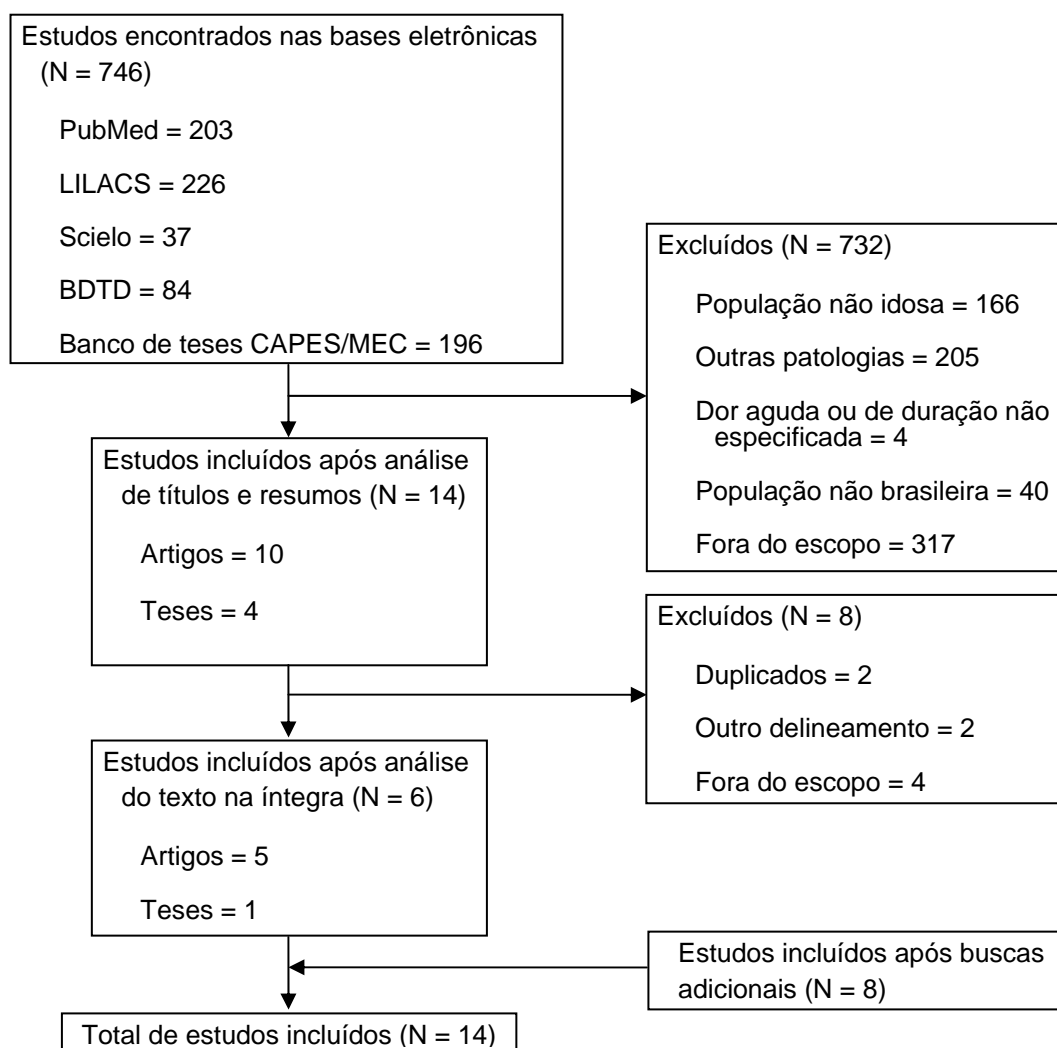 Estudos encontrados nas bases eletrônicas
(N = 746)
PubMed = 203
LILACS = 226
Scielo = 37
BDTD = 84
Banco de teses CAPES/MEC = 196
Excluídos (N = 732)
População não idosa = 166
Outras patologias = 205
Dor aguda ou de duração não
especificada = 4
População não brasileira = 40
Fora do escopo = 317
Estudos incluídos após análise
de títulos e resumos (N = 14)
Artigos = 10
Teses = 4
Excluídos (N = 8)
Duplicados = 2
Outro delineamento = 2
Fora do escopo = 4
Estudos incluídos após análise
do texto na íntegra (N = 6)
Artigos = 5
Teses = 1
Estudos incluídos após buscas
adicionais (N = 8)
Total de estudos incluídos (N = 14)